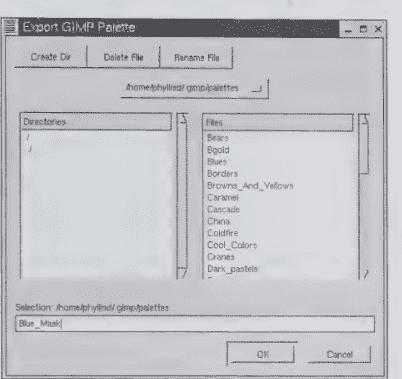 Export GIMP Palette
Create Dir Delete File Rename File
/home/phyllisd/.gimp/palettes
Directories
./
../
Files
Bears
Bgold
Blues
Borders
Browns_And_Yellows
Caramel
Cascade
China
Coldfire
Cool_Colors
Cranes
Dark_pastels
Selection: /home/phyllisd/.gimp/palettes
Blue_Mask
OK Cancel